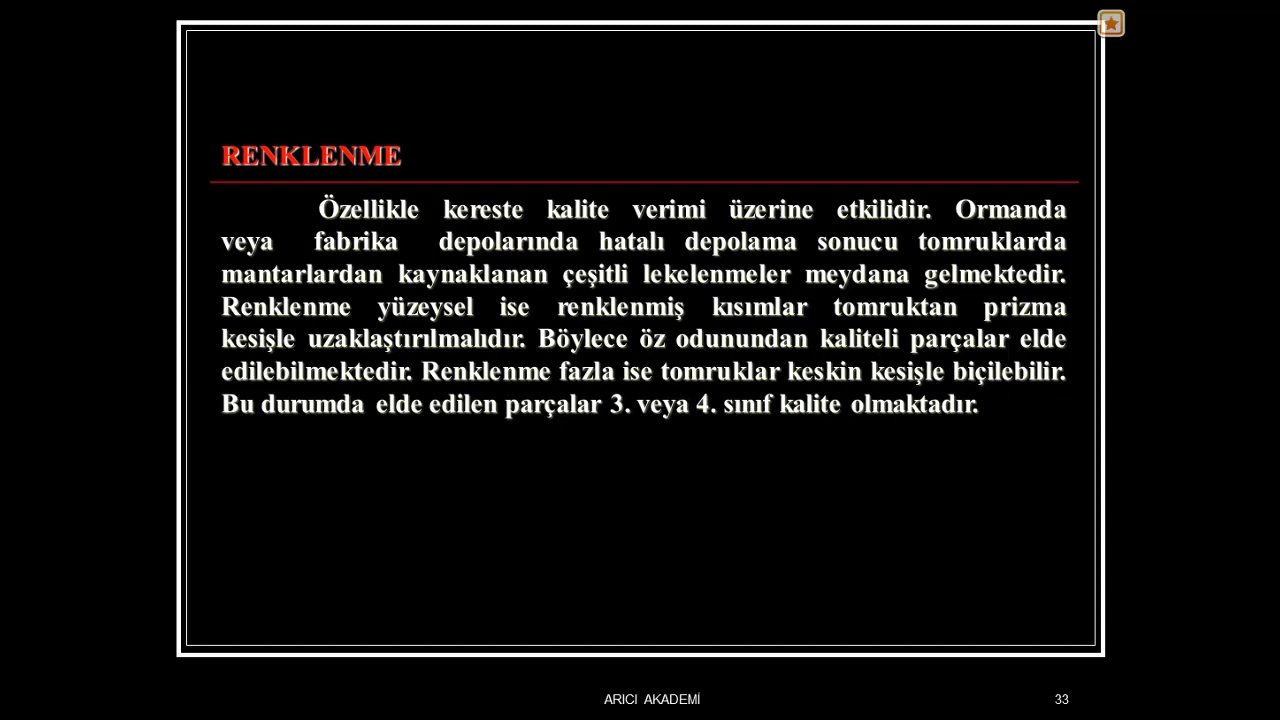 RENKLENME
Özellikle kereste kalite verimi üzerine etkilidir. Ormanda
veya fabrika depolarında hatalı depolama sonucu tomruklarda
mantarlardan kaynaklanan çeşitli lekelenmeler meydana gelmektedir.
Renklenme yüzeysel ise renklenmiş kısımlar tomruktan prizma
kesişle uzaklaştırılmalıdır. Böylece öz odunundan kaliteli parçalar elde
edilebilmektedir. Renklenme fazla ise tomruklar keskin kesişle biçilebilir.
Bu durumda elde edilen parçalar 3. veya 4. sınıf kalite olmaktadır.
ARICI AKADEMİ
33